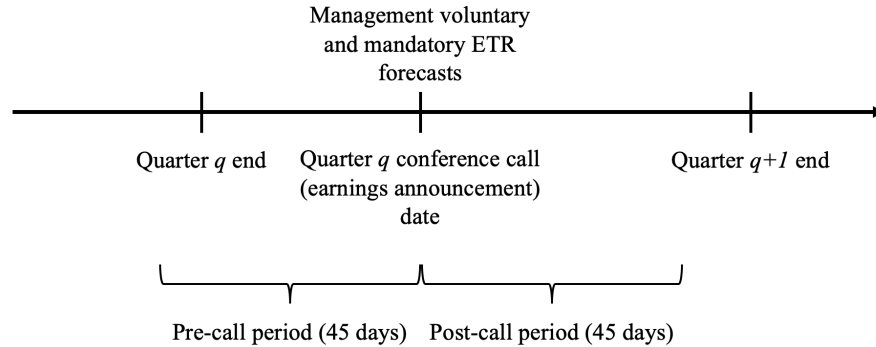 Management voluntary
and mandatory ETR
forecasts
Quarter q end
Quarter q conference call
(earnings announcement)
date
Quarter q+1 end
Pre-call period (45 days)
Post-call period (45 days)